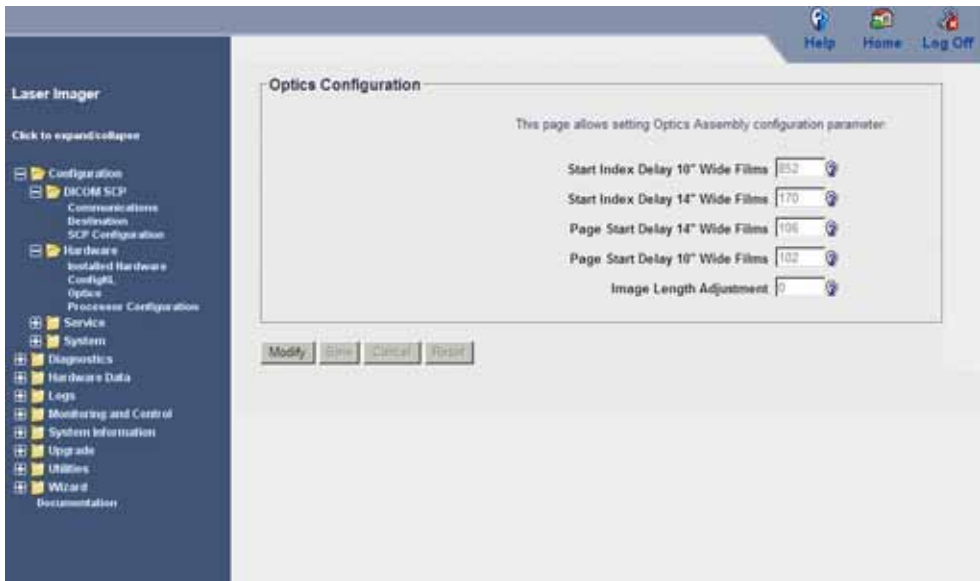 Help Home Log Off
Laser Imager
Click to expand/collapse
Configuration
DICOM SCP
Communications
Destination
SCP Configuration
Hardware
Installed Hardware
Optics
Processor Configuration
Service
System
Diagnostics
Hardware Data
Logs
Monitoring and Control
System Information
Upgrade
Utilities
Wizard
Documentation
Optics Configuration
This page allows setting Optics Assembly configuration parameter
Start Index Delay 10" Wide Films 852
Start Index Delay 14" Wide Films 170
Page Start Delay 14" Wide Films 106
Page Start Delay 10" Wide Films 102
Image Length Adjustment 0
Modify Save Cancel Reset